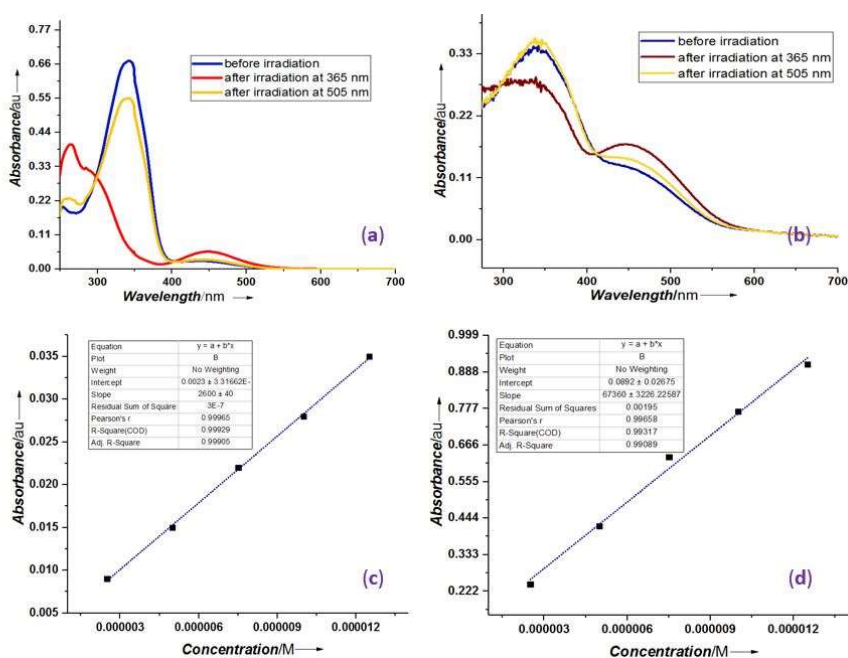 0.77
0.66
0.55
0.44
0.33
0.22
0.11
0.00
Absorbance/au
before irradiation
after irradiation at 365 nm
after irradiation at 505 nm
(a)
300 400 500 600 700
Wavelength/nm
0.33
0.22
0.11
0.00
Absorbance/au
before irradiation
after irradiation at 365 nm
after irradiation at 505 nm
(b)
300 400 500 600 700
Wavelength/nm
0.035
0.030
0.025
0.020
0.015
0.010
0.005
Absorbance/au
Equation y = a + b*x
Plot B
Weight No Weighting
Intercept 0.0023 ± 3.31662E-
Slope 2600 ± 40
Residual Sum of Square 3E-7
Pearson's r 0.99965
R-Square(COD) 0.99929
Adj. R-Square 0.99905
(c)
0.000003 0.000006 0.000009 0.000012
Concentration/M
0.999
0.888
0.777
0.666
0.555
0.444
0.333
0.222
Absorbance/au
Equation y = a + b*x
Plot B
Weight No Weighting
Intercept 0.0892 ± 0.02675
Slope 67360 ± 3226.22587
Residual Sum of Squares 0.00195
Pearson's r 0.99658
R-Square(COD) 0.99317
Adj. R-Square 0.99089
(d)
0.000003 0.000006 0.000009 0.000012
Concentration/M